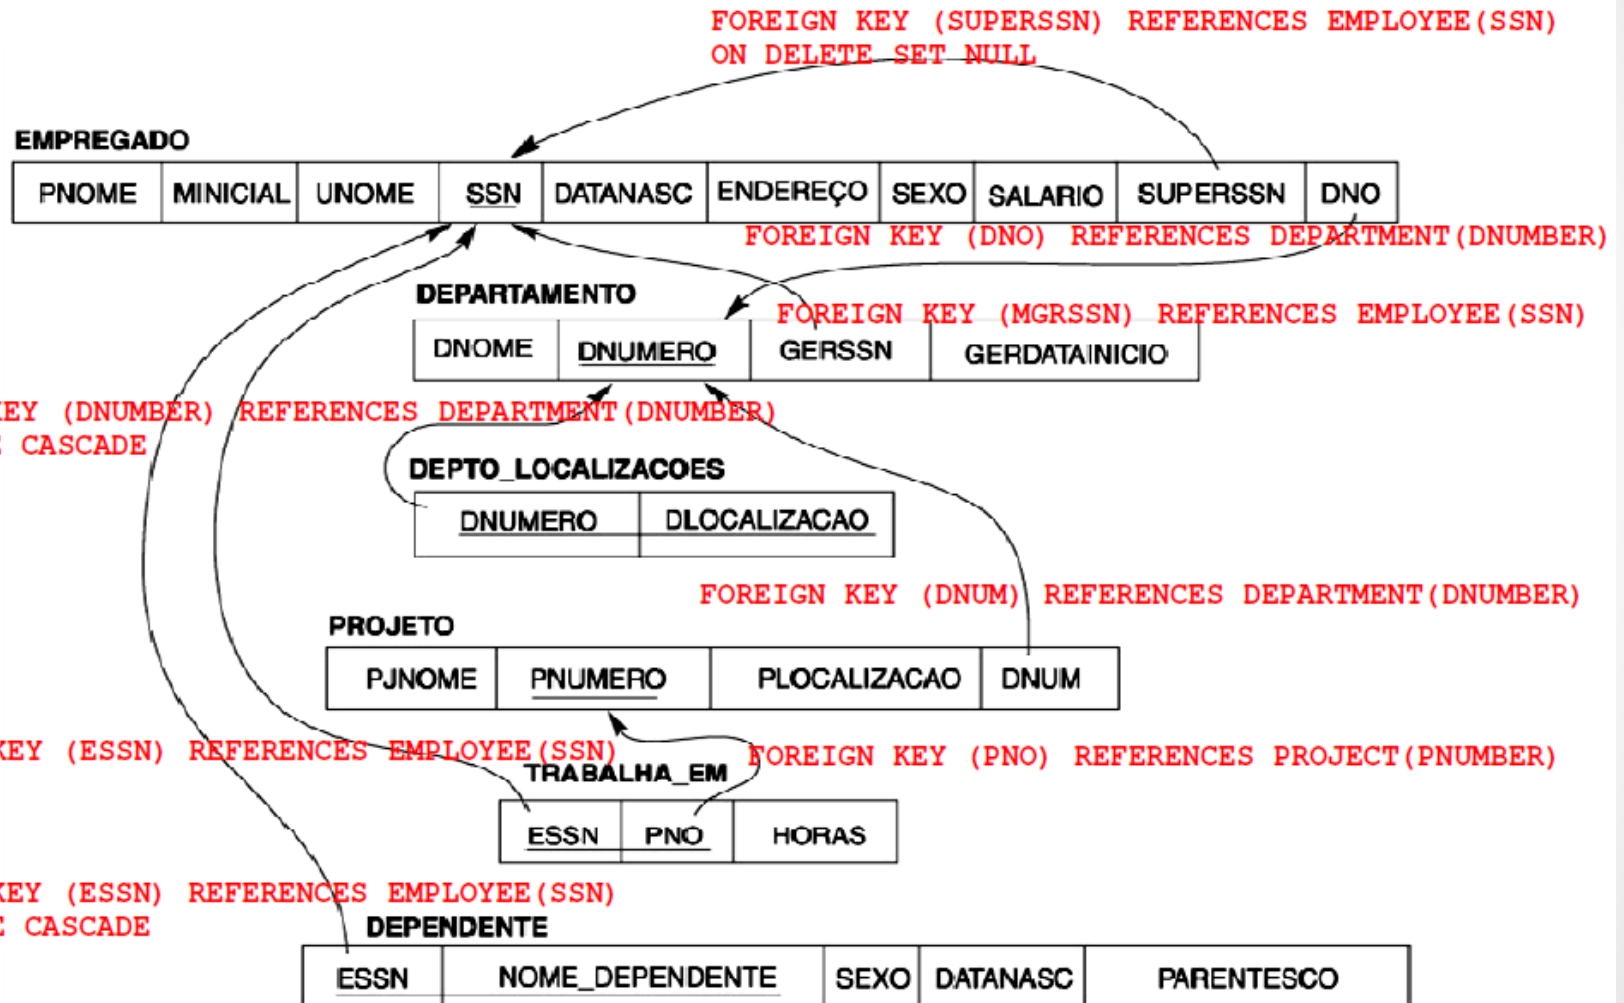 FOREIGN KEY (SUPERSSN) REFERENCES EMPLOYEE(SSN)
ON DELETE SET NULL
EMPREGADO
PNOME MINICIAL UNOME SSN DATANASC ENDEREÇO SEXO SALARIO SUPERSSN DNO
FOREIGN KEY (DNO) REFERENCES DEPARTMENT(DNUMBER)
DEPARTAMENTO
FOREIGN KEY (MGRSSN) REFERENCES EMPLOYEE(SSN)
DNOME DNUMERO GERSSN GERDATAINICIO
KEY (DNUMBER) REFERENCES DEPARTMENT(DNUMBER)
E CASCADE
DEPTO_LOCALIZACOES
DNUMERO DLOCALIZACAO
FOREIGN KEY (DNUM) REFERENCES DEPARTMENT(DNUMBER)
PROJETO
PJNOME PNUMERO PLOCALIZACAO DNUM
KEY (ESSN) REFERENCES EMPLOYEE(SSN)
FOREIGN KEY (PNO) REFERENCES PROJECT(PNUMBER)
TRABALHA_EM
ESSN PNO HORAS
KEY (ESSN) REFERENCES EMPLOYEE(SSN)
E CASCADE
DEPENDENTE
ESSN NOME_DEPENDENTE SEXO DATANASC PARENTESCO